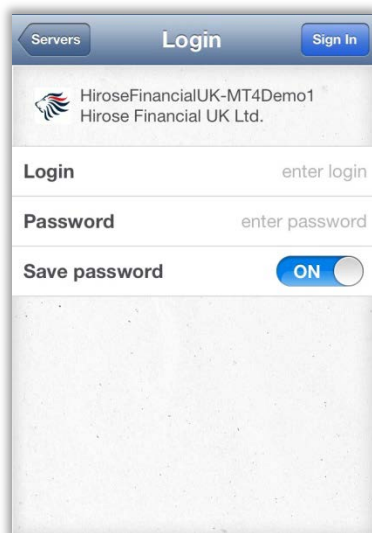 Servers Login Sign In
HiroseFinancialUK-MT4Demo1
Hirose Financial UK Ltd.
Login enter login
Password enter password
Save password ON